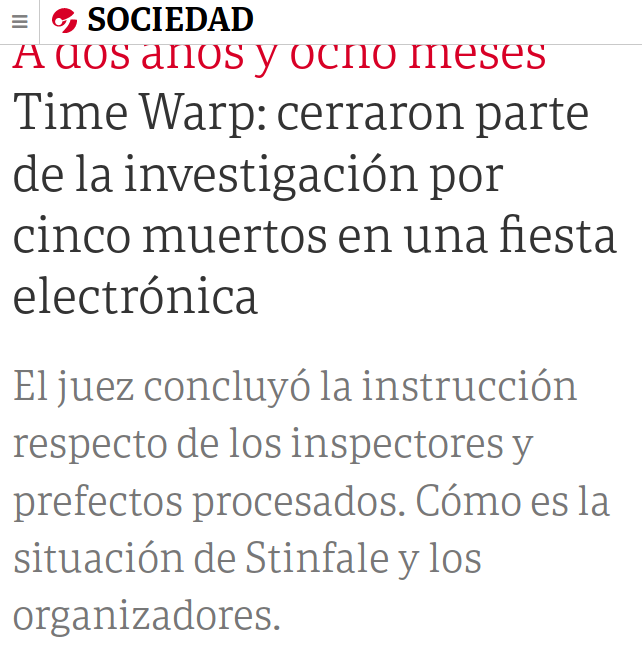 SOCIEDAD
A dos años y ocho meses
Time Warp: cerraron parte
de la investigación por
cinco muertos en una fiesta
electrónica
El juez concluyó la instrucción
respecto de los inspectores y
prefectos procesados. Cómo es la
situación de Stinfale y los
organizadores.